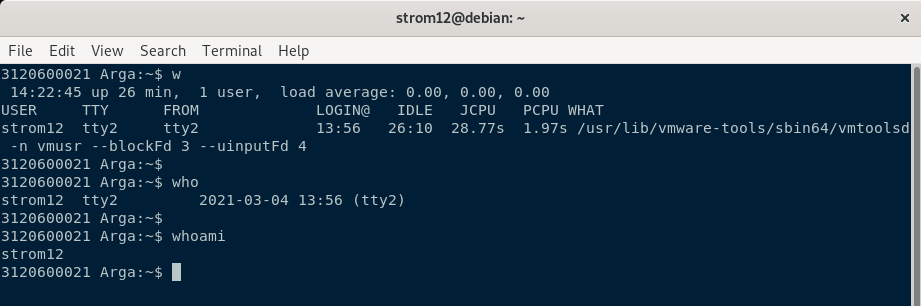 strom12@debian: ~
File Edit View Search Terminal Help
3120600021 Arga:~$ w
 14:22:45 up 26 min,  1 user,  load average: 0.00, 0.00, 0.00
USER     TTY      FROM             LOGIN@   IDLE   JCPU   PCPU WHAT
strom12  tty2     tty2             13:56   26:10  28.77s  1.97s /usr/lib/vmware-tools/sbin64/vmtoolsd
 -n vmusr --blockFd 3 --uinputFd 4
3120600021 Arga:~$
3120600021 Arga:~$ who
strom12  tty2         2021-03-04 13:56 (tty2)
3120600021 Arga:~$
3120600021 Arga:~$ whoami
strom12
3120600021 Arga:~$